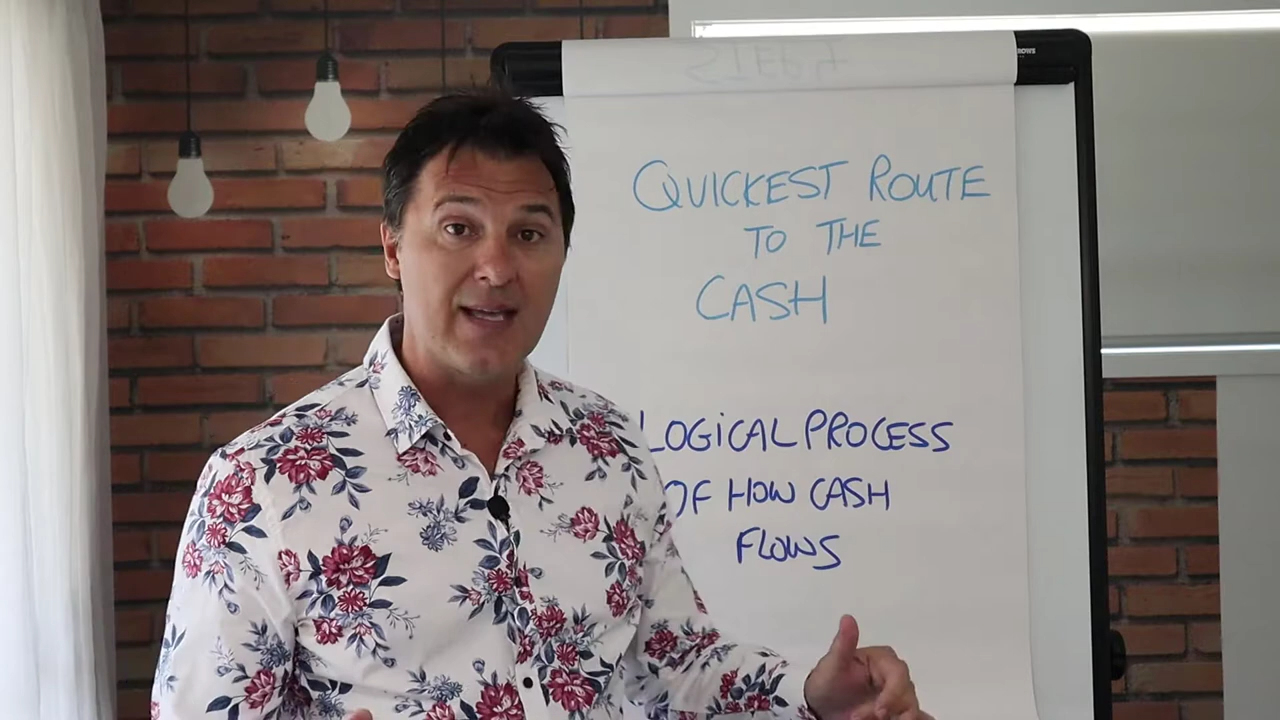 QUICKEST ROUTE
TO THE
CASH
LOGICAL PROCESS
OF HOW CASH
FLOWS